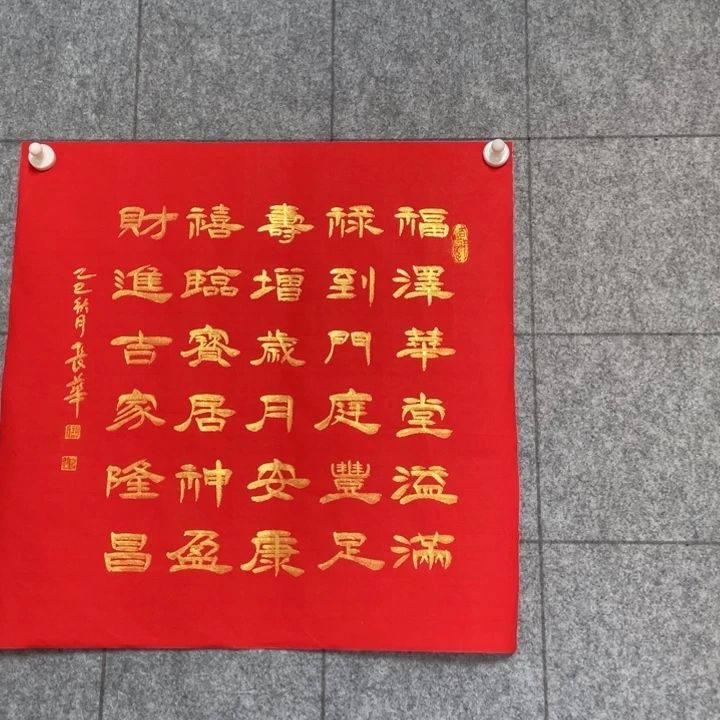 福澤華堂溢滿
禄到門庭豐足
壽增歲月安康
禧臨寶居神盈
財進吉家隆昌
乙巳秋月長華